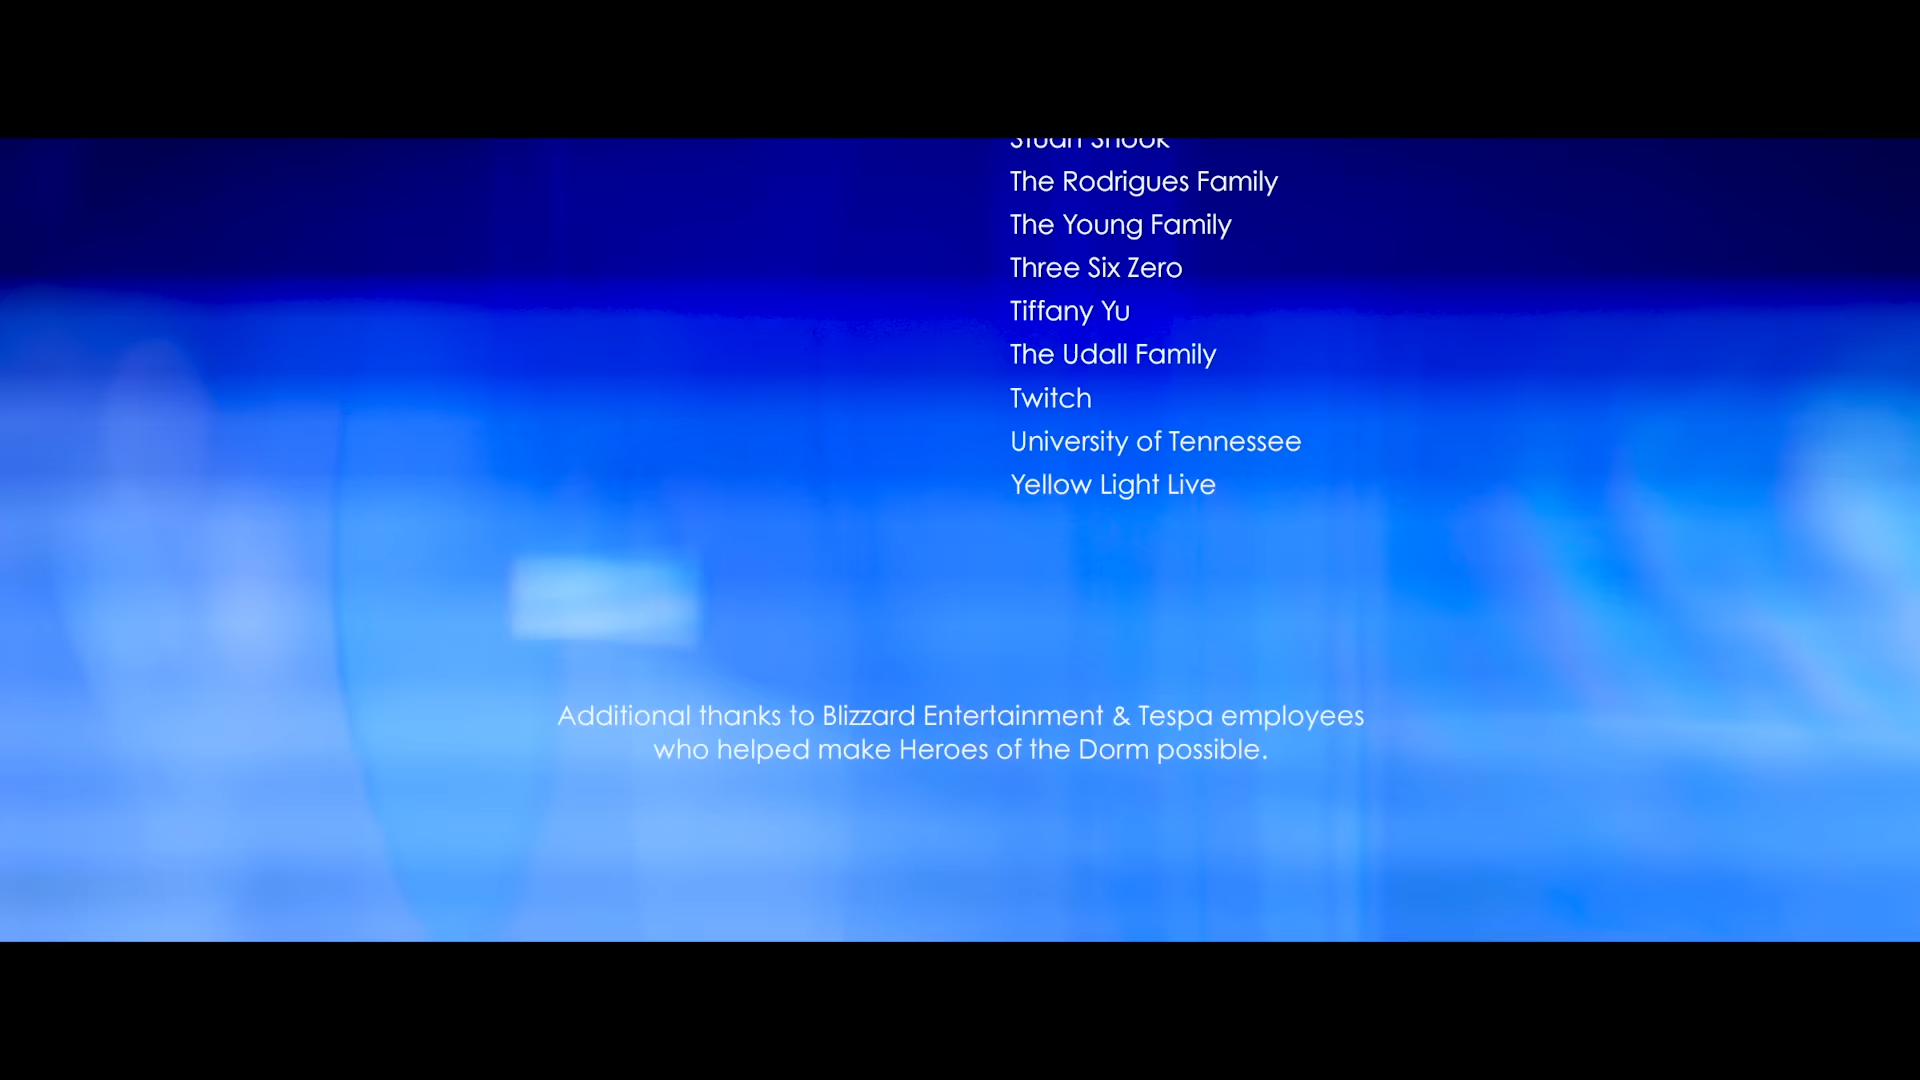 The Rodrigues Family
The Young Family
Three Six Zero
Tiffany Yu
The Udall Family
Twitch
University of Tennessee
Yellow Light Live
Additional thanks to Blizzard Entertainment & Tespa employees
who helped make Heroes of the Dorm possible.